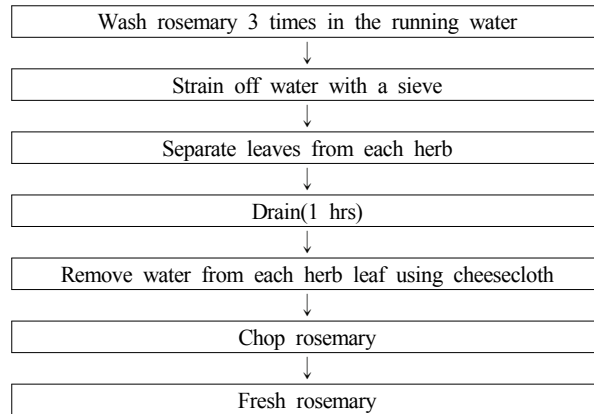 Wash rosemary 3 times in the running water
↓
Strain off water with a sieve
↓
Separate leaves from each herb
↓
Drain(1 hrs)
↓
Remove water from each herb leaf using cheesecloth
↓
Chop rosemary
↓
Fresh rosemary